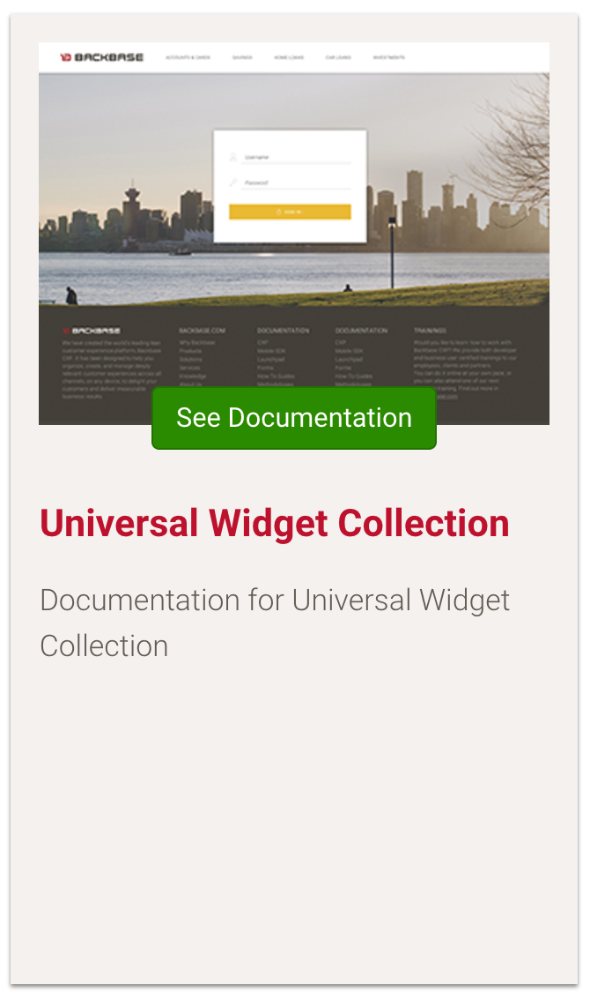 BACKBASE
ACCOUNTS & CARDS SAVINGS HOME LOANS CAR LOANS INVESTMENTS
Username
Password
SIGN IN
BACKBASE
We have created the world's leading lean
customer experience platform, Backbase
CXP. It has been designed to help you
organize, create, and manage deeply
relevant customer experiences across all
channels, on any device, to delight your
customers and deliver measurable
business results.
BACKBASE.COM
Why Backbase
Products
Solutions
Services
Knowledge
About Us
DOCUMENTATION
CXP
Mobile SDK
Launchpad
Forms
How To Guides
Methodologies
DOCUMENTATION
CXP
Mobile SDK
Launchpad
Forms
How To Guides
Methodologies
TRAININGS
Would you like to learn how to work with
Backbase CXP? We provide both developer
and business user certified trainings to our
employees, clients and partners.
You can do it online at your own pace, or
you can also attend one of our next
training. Find out more in
See Documentation
Universal Widget Collection
Documentation for Universal Widget
Collection